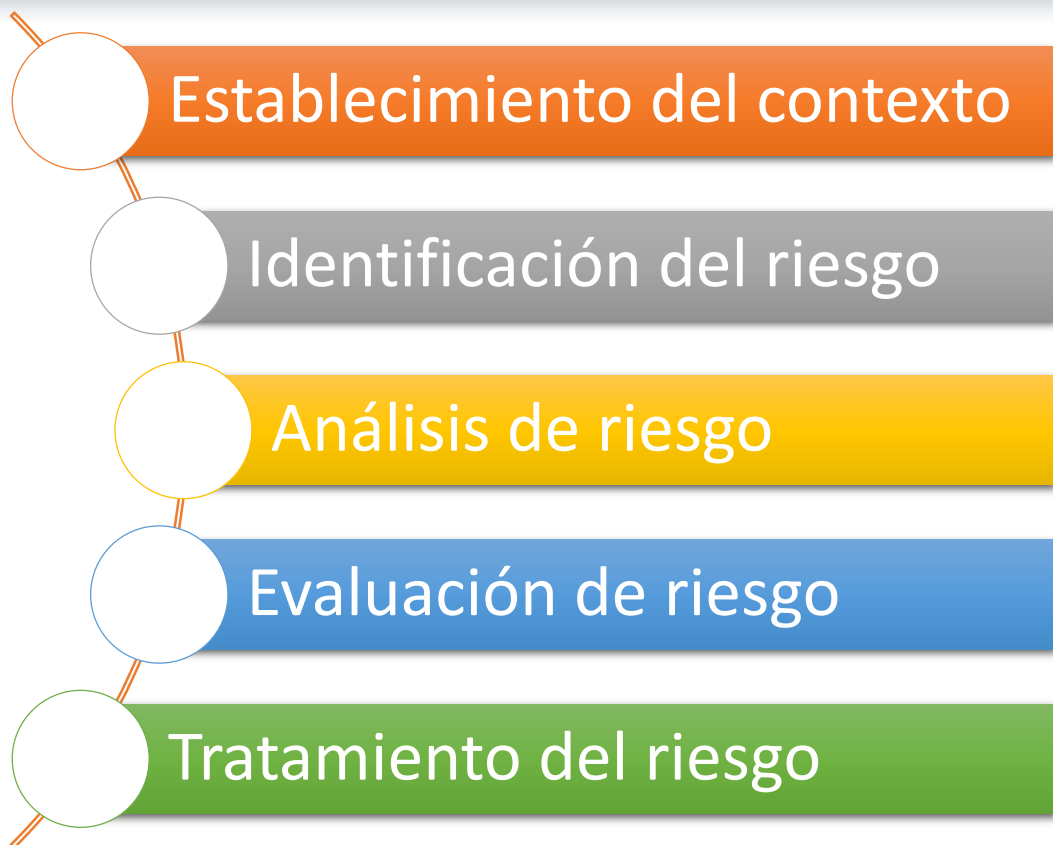 Establecimiento del contexto
Identificación del riesgo
Análisis de riesgo
Evaluación de riesgo
Tratamiento del riesgo